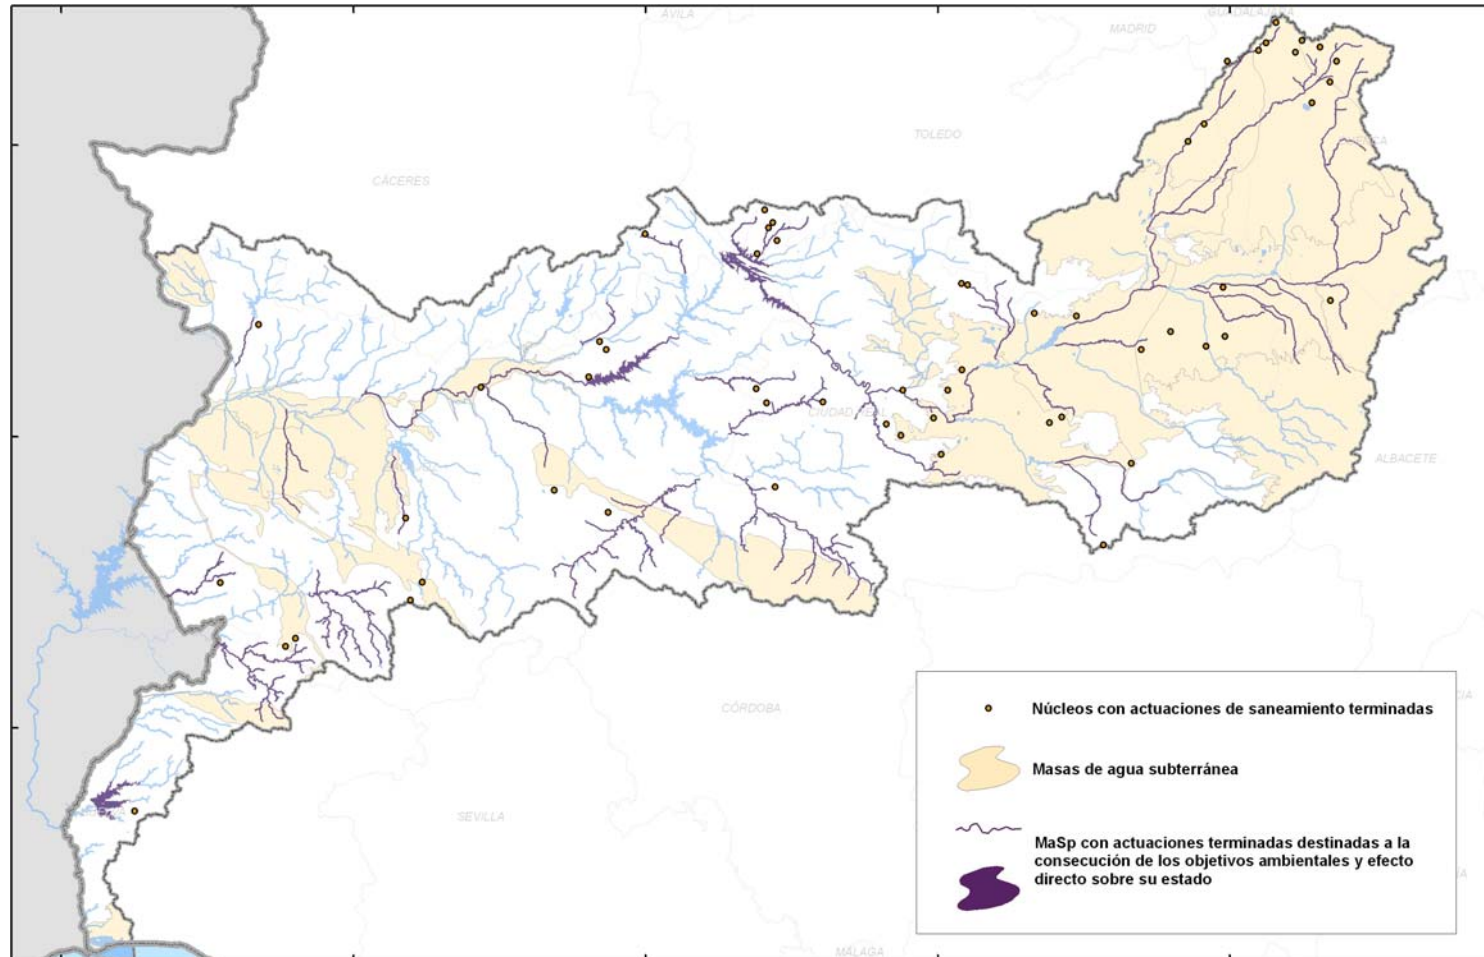 ÁVILA
GUADALAJARA
MADRID
TOLEDO
CÁCERES
CIUDAD REAL
ALBACETE
CÓRDOBA
SEVILLA
MÁLAGA
Núcleos con actuaciones de saneamiento terminadas
Masas de agua subterránea
MaSp con actuaciones terminadas destinadas a la
consecución de los objetivos ambientales y efecto
directo sobre su estado